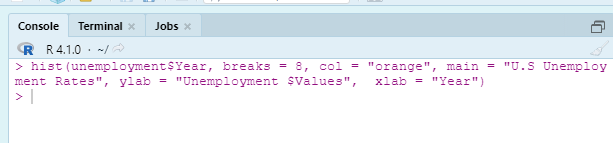 Console Terminal Jobs
R 4.1.0 · ~/
> hist(unemployment$Year, breaks = 8, col = "orange", main = "U.S Unemploy
ment Rates", ylab = "Unemployment $Values",  xlab = "Year")
>